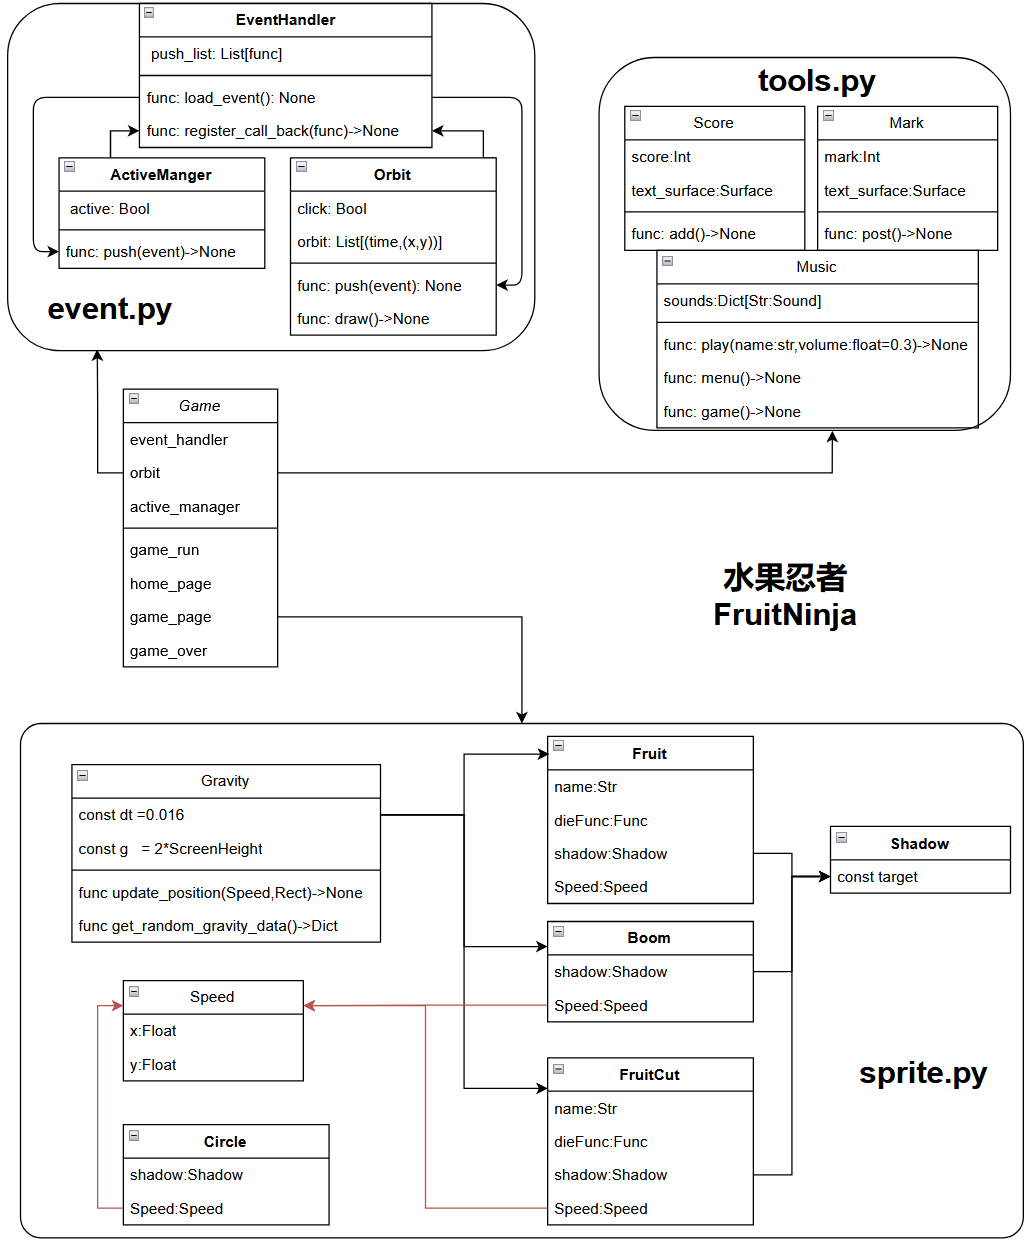 EventHandler
push_list: List[func]
func: load_event(): None
func: register_call_back(func)->None
ActiveManger
active: Bool
func: push(event)->None
Orbit
click: Bool
orbit: List[(time,(x,y))]
func: push(event): None
func: draw()->None
event.py
tools.py
Score
score:Int
text_surface:Surface
func: add()->None
Mark
mark:Int
text_surface:Surface
func: post()->None
Music
sounds:Dict[Str:Sound]
func: play(name:str,volume:float=0.3)->None
func: menu()->None
func: game()->None
Game
event_handler
orbit
active_manager
game_run
home_page
game_page
game_over
水果忍者
FruitNinja
Gravity
const dt =0.016
const g = 2*ScreenHeight
func update_position(Speed,Rect)->None
func get_random_gravity_data()->Dict
Fruit
name:Str
dieFunc:Func
shadow:Shadow
Speed:Speed
Shadow
const target
Boom
shadow:Shadow
Speed:Speed
Speed
x:Float
y:Float
FruitCut
name:Str
dieFunc:Func
shadow:Shadow
Speed:Speed
Circle
shadow:Shadow
Speed:Speed
sprite.py